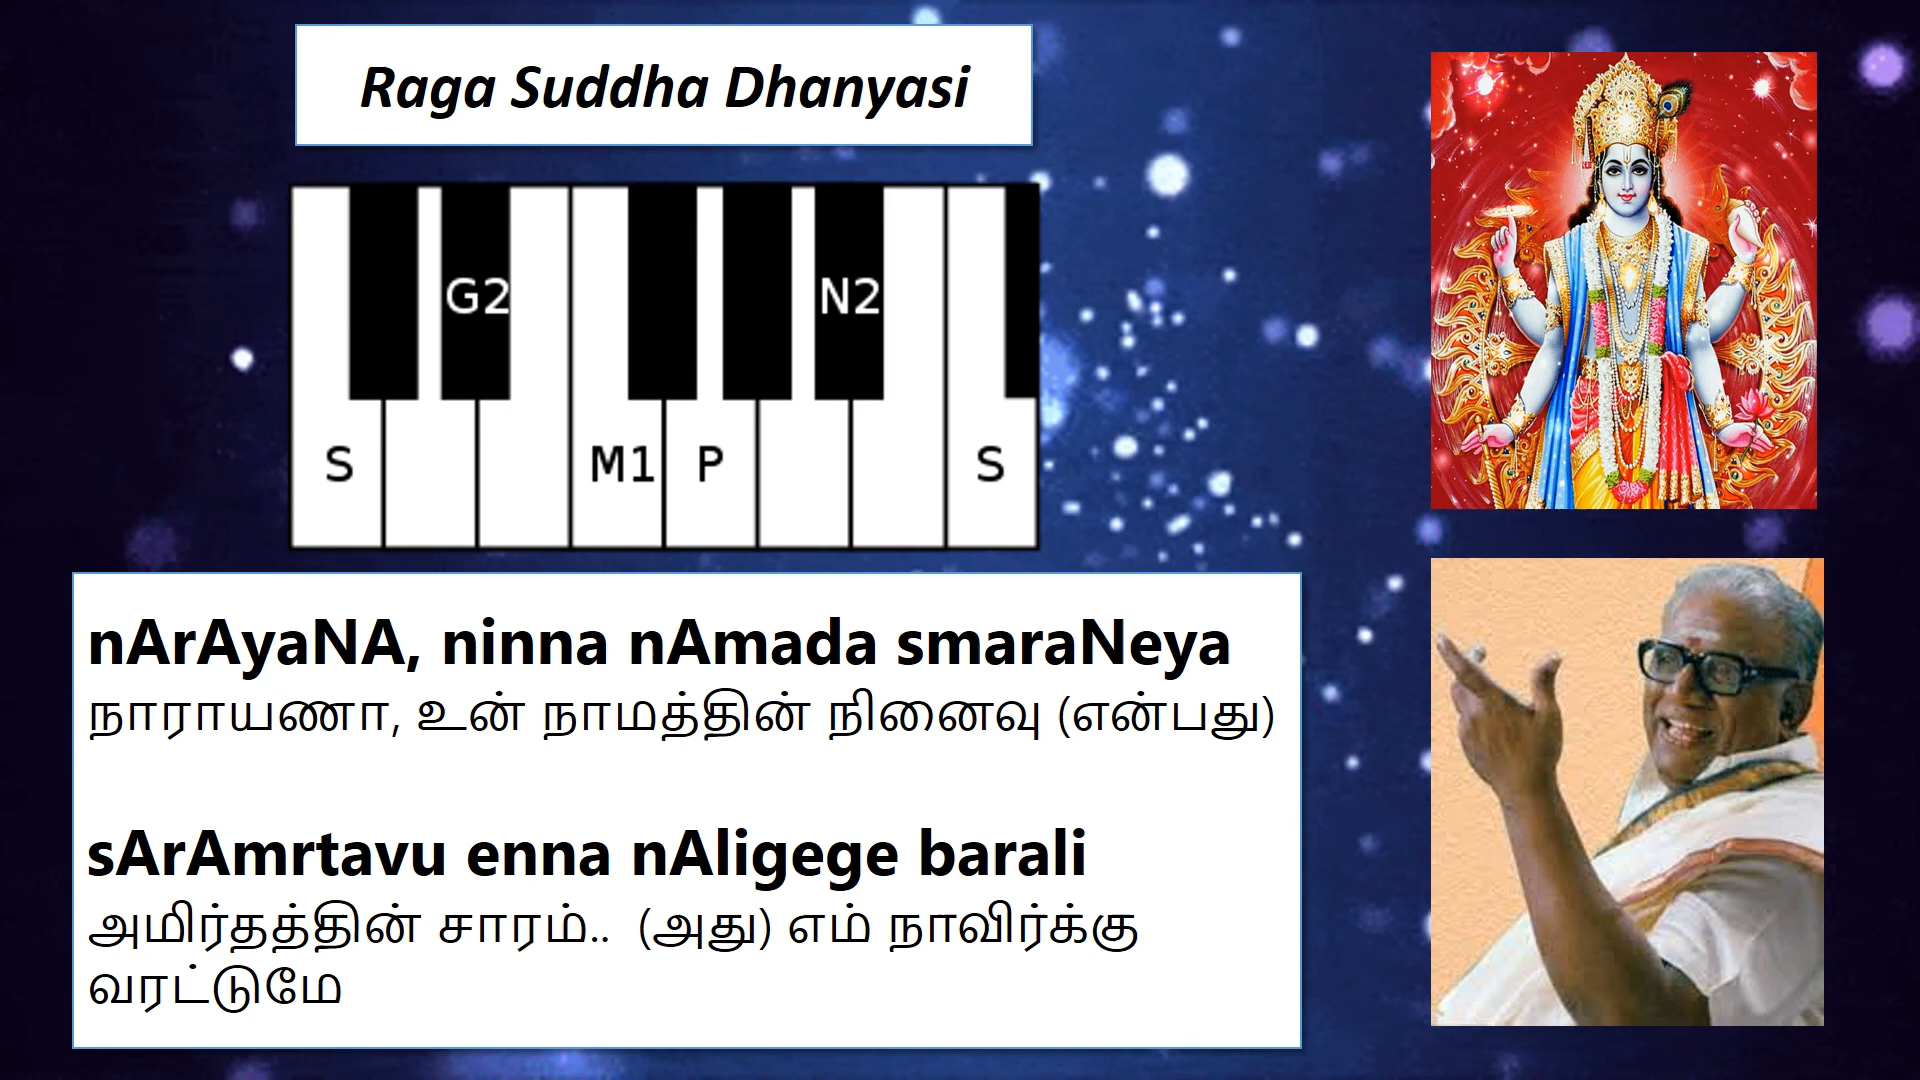 Raga Suddha Dhanyasi
G2 N2
S M1 P S
nArAyaNA, ninna nAmada smaraNeya
நாராயணா, உன் நாமத்தின் நினைவு (என்பது)
sArAmrtavu enna nAligege barali
அமிர்தத்தின் சாரம்.. (அது) எம் நாவிர்க்கு
வரட்டுமே